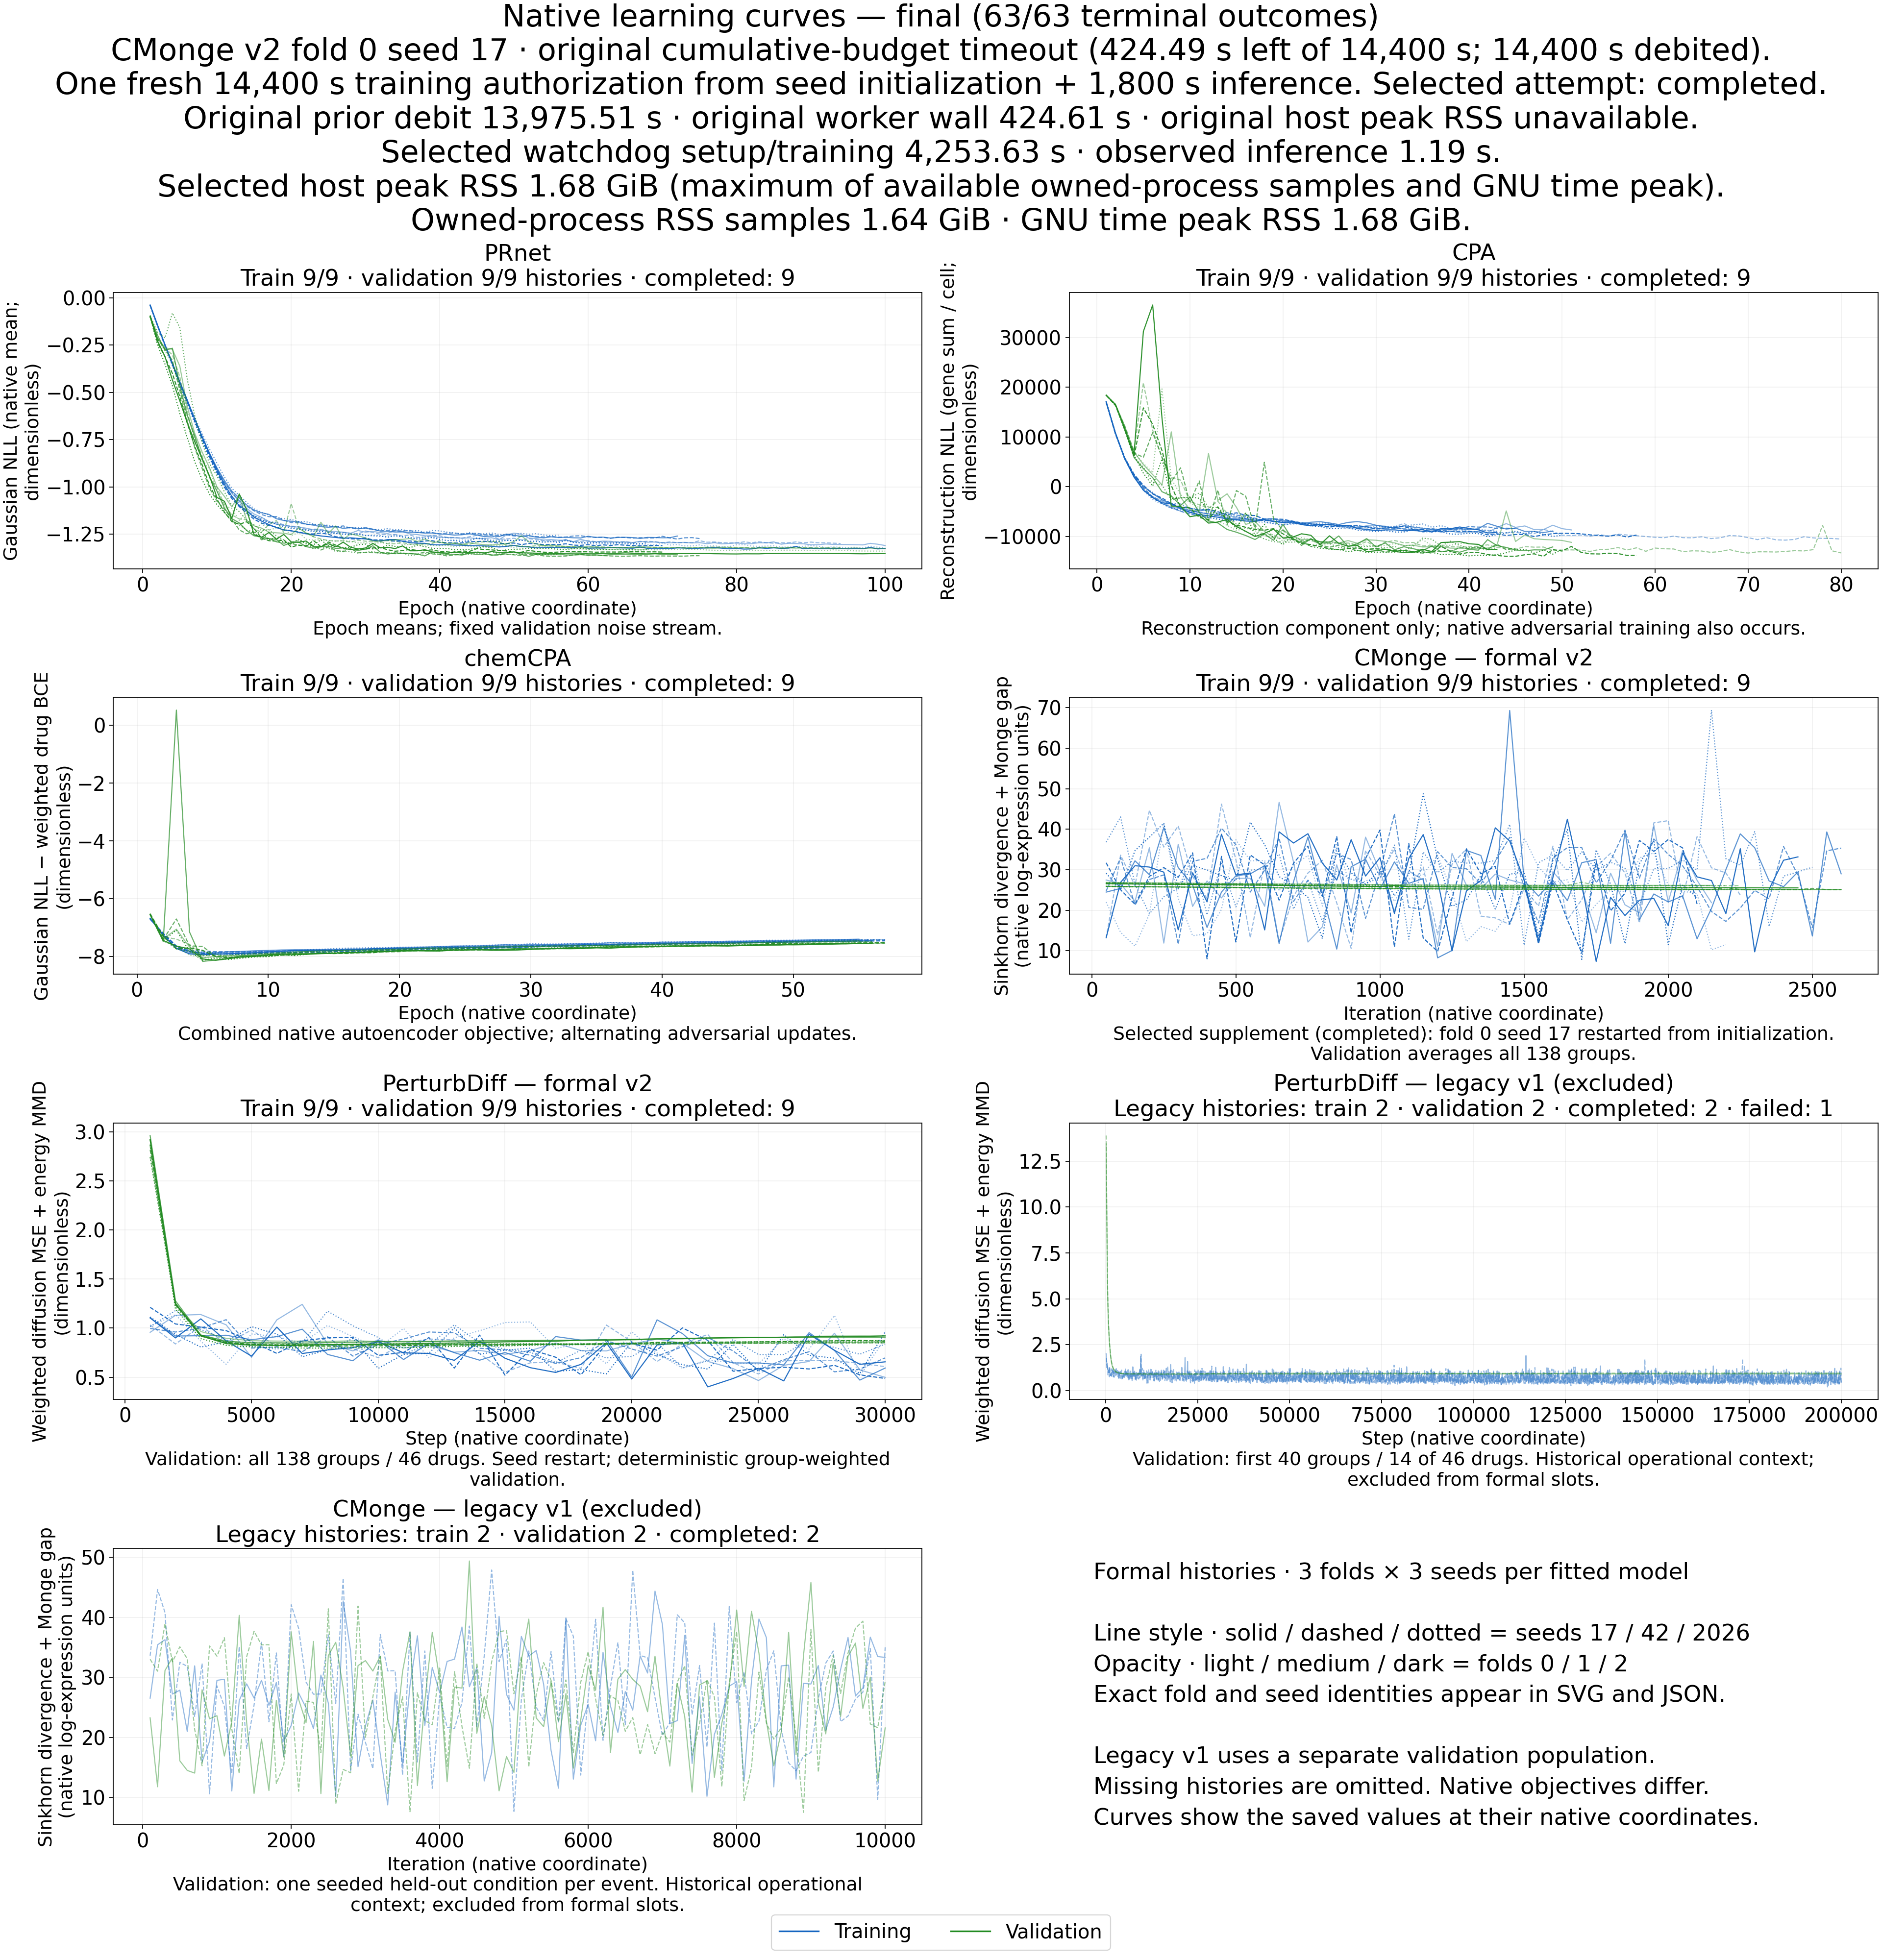 Native learning curves — final (63/63 terminal outcomes)
CMonge v2 fold 0 seed 17 · original cumulative-budget timeout (424.49 s left of 14,400 s; 14,400 s debited).
One fresh 14,400 s training authorization from seed initialization + 1,800 s inference. Selected attempt: completed.
Original prior debit 13,975.51 s · original worker wall 424.61 s · original host peak RSS unavailable.
Selected watchdog setup/training 4,253.63 s · observed inference 1.19 s.
Selected host peak RSS 1.68 GiB (maximum of available owned-process samples and GNU time peak).
Owned-process RSS samples 1.64 GiB · GNU time peak RSS 1.68 GiB.
PRnet
Train 9/9 · validation 9/9 histories · completed: 9
Gaussian NLL (native mean;
dimensionless)
0.00
−0.25
−0.50
−0.75
−1.00
−1.25
0 20 40 60 80 100
Epoch (native coordinate)
Epoch means; fixed validation noise stream.
CPA
Train 9/9 · validation 9/9 histories · completed: 9
Reconstruction NLL (gene sum / cell;
dimensionless)
30000
20000
10000
0
−10000
0 10 20 30 40 50 60 70 80
Epoch (native coordinate)
Reconstruction component only; native adversarial training also occurs.
chemCPA
Train 9/9 · validation 9/9 histories · completed: 9
Gaussian NLL − weighted drug BCE
(dimensionless)
0
−2
−4
−6
−8
0 10 20 30 40 50
Epoch (native coordinate)
Combined native autoencoder objective; alternating adversarial updates.
CMonge — formal v2
Train 9/9 · validation 9/9 histories · completed: 9
Sinkhorn divergence + Monge gap
(native log-expression units)
70
60
50
40
30
20
10
0 500 1000 1500 2000 2500
Iteration (native coordinate)
Selected supplement (completed): fold 0 seed 17 restarted from initialization.
Validation averages all 138 groups.
PerturbDiff — formal v2
Train 9/9 · validation 9/9 histories · completed: 9
Weighted diffusion MSE + energy MMD
(dimensionless)
3.0
2.5
2.0
1.5
1.0
0.5
0 5000 10000 15000 20000 25000 30000
Step (native coordinate)
Validation: all 138 groups / 46 drugs. Seed restart; deterministic group-weighted
validation.
PerturbDiff — legacy v1 (excluded)
Legacy histories: train 2 · validation 2 · completed: 2 · failed: 1
Weighted diffusion MSE + energy MMD
(dimensionless)
12.5
10.0
7.5
5.0
2.5
0.0
0 25000 50000 75000 100000 125000 150000 175000 200000
Step (native coordinate)
Validation: first 40 groups / 14 of 46 drugs. Historical operational context;
excluded from formal slots.
CMonge — legacy v1 (excluded)
Legacy histories: train 2 · validation 2 · completed: 2
Sinkhorn divergence + Monge gap
(native log-expression units)
50
40
30
20
10
0 2000 4000 6000 8000 10000
Iteration (native coordinate)
Validation: one seeded held-out condition per event. Historical operational
context; excluded from formal slots.
Formal histories · 3 folds × 3 seeds per fitted model
Line style · solid / dashed / dotted = seeds 17 / 42 / 2026
Opacity · light / medium / dark = folds 0 / 1 / 2
Exact fold and seed identities appear in SVG and JSON.
Legacy v1 uses a separate validation population.
Missing histories are omitted. Native objectives differ.
Curves show the saved values at their native coordinates.
Training
Validation